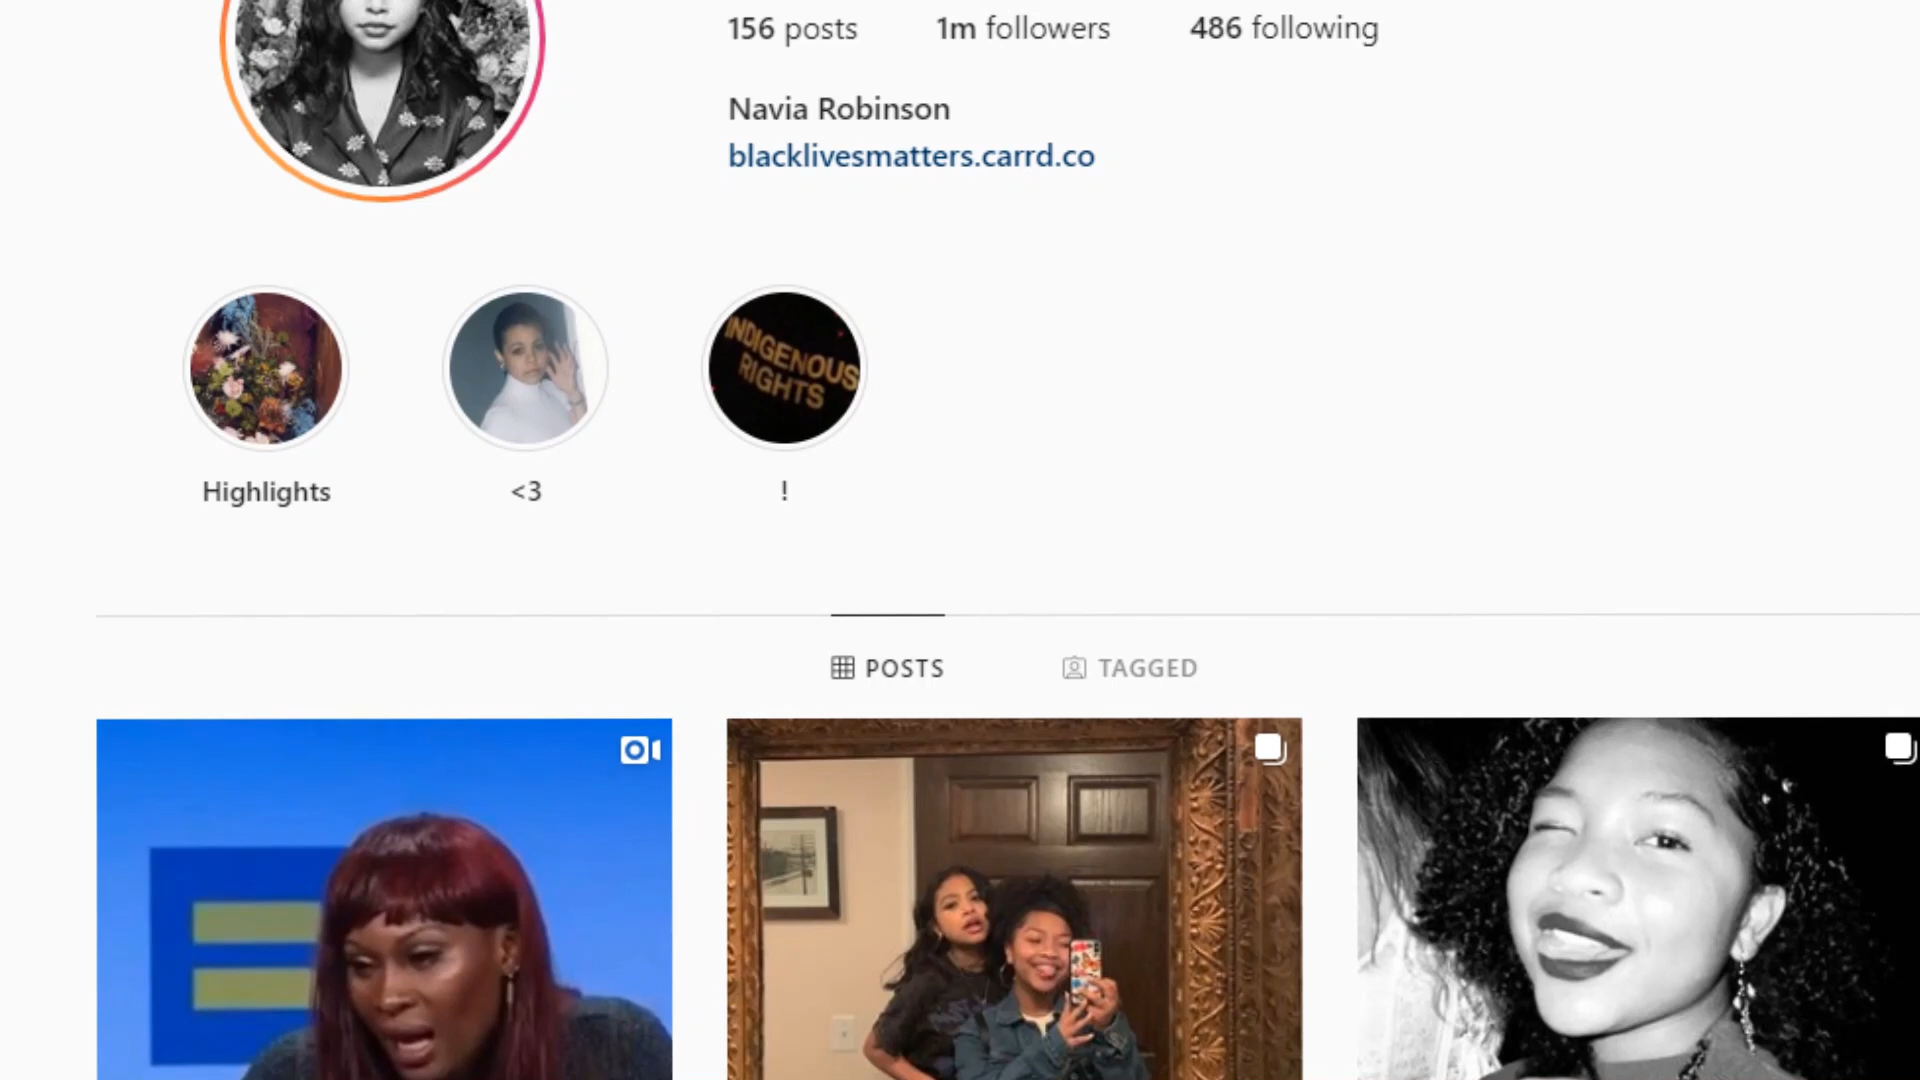 156 posts 1m followers 486 following
Navia Robinson
blacklivesmatters.carrd.co
INDIGENOUS
RIGHTS
Highlights <3 !
POSTS TAGGED